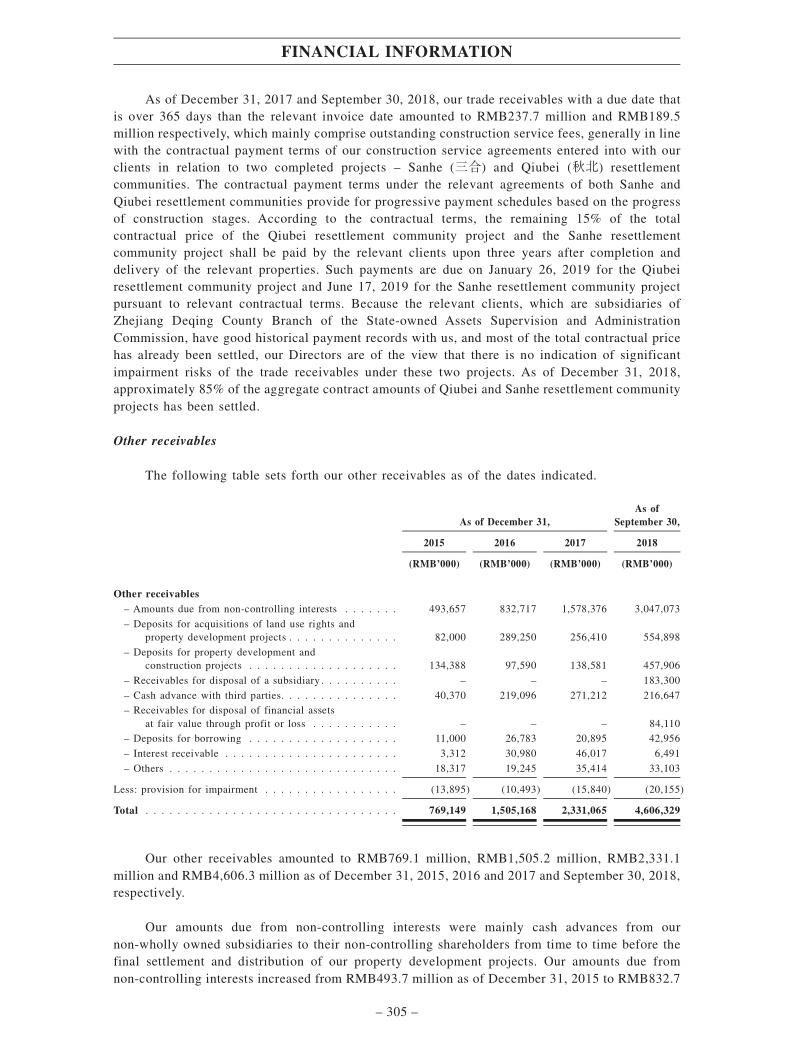 FINANCIAL INFORMATION
As of December 31, 2017 and September 30, 2018, our trade receivables with a due date that
is over 365 days than the relevant invoice date amounted to RMB237.7 million and RMB189.5
million respectively, which mainly comprise outstanding construction service fees, generally in line
with the contractual payment terms of our construction service agreements entered into with our
clients in relation to two completed projects – Sanhe (三合) and Qiubei (秋北) resettlement
communities. The contractual payment terms under the relevant agreements of both Sanhe and
Qiubei resettlement communities provide for progressive payment schedules based on the progress
of construction stages. According to the contractual terms, the remaining 15% of the total
contractual price of the Qiubei resettlement community project and the Sanhe resettlement
community project shall be paid by the relevant clients upon three years after completion and
delivery of the relevant properties. Such payments are due on January 26, 2019 for the Qiubei
resettlement community project and June 17, 2019 for the Sanhe resettlement community project
pursuant to relevant contractual terms. Because the relevant clients, which are subsidiaries of
Zhejiang Deqing County Branch of the State-owned Assets Supervision and Administration
Commission, have good historical payment records with us, and most of the total contractual price
has already been settled, our Directors are of the view that there is no indication of significant
impairment risks of the trade receivables under these two projects. As of December 31, 2018,
approximately 85% of the aggregate contract amounts of Qiubei and Sanhe resettlement community
projects has been settled.
Other receivables
The following table sets forth our other receivables as of the dates indicated.
As of
As of December 31, September 30,
2015 2016 2017 2018
(RMB’000) (RMB’000) (RMB’000) (RMB’000)
Other receivables
– Amounts due from non-controlling interests . . . . . . . 493,657 832,717 1,578,376 3,047,073
– Deposits for acquisitions of land use rights and
property development projects . . . . . . . . . . . . . . 82,000 289,250 256,410 554,898
– Deposits for property development and
construction projects . . . . . . . . . . . . . . . . . . . 134,388 97,590 138,581 457,906
– Receivables for disposal of a subsidiary . . . . . . . . . . – – – 183,300
– Cash advance with third parties. . . . . . . . . . . . . . . 40,370 219,096 271,212 216,647
– Receivables for disposal of financial assets
at fair value through profit or loss . . . . . . . . . . . – – – 84,110
– Deposits for borrowing . . . . . . . . . . . . . . . . . . . 11,000 26,783 20,895 42,956
– Interest receivable . . . . . . . . . . . . . . . . . . . . . . 3,312 30,980 46,017 6,491
– Others . . . . . . . . . . . . . . . . . . . . . . . . . . . . . 18,317 19,245 35,414 33,103
Less: provision for impairment . . . . . . . . . . . . . . . . . (13,895) (10,493) (15,840) (20,155)
Total . . . . . . . . . . . . . . . . . . . . . . . . . . . . . . . . 769,149 1,505,168 2,331,065 4,606,329
Our other receivables amounted to RMB769.1 million, RMB1,505.2 million, RMB2,331.1
million and RMB4,606.3 million as of December 31, 2015, 2016 and 2017 and September 30, 2018,
respectively.
Our amounts due from non-controlling interests were mainly cash advances from our
non-wholly owned subsidiaries to their non-controlling shareholders from time to time before the
final settlement and distribution of our property development projects. Our amounts due from
non-controlling interests increased from RMB493.7 million as of December 31, 2015 to RMB832.7
– 305 –